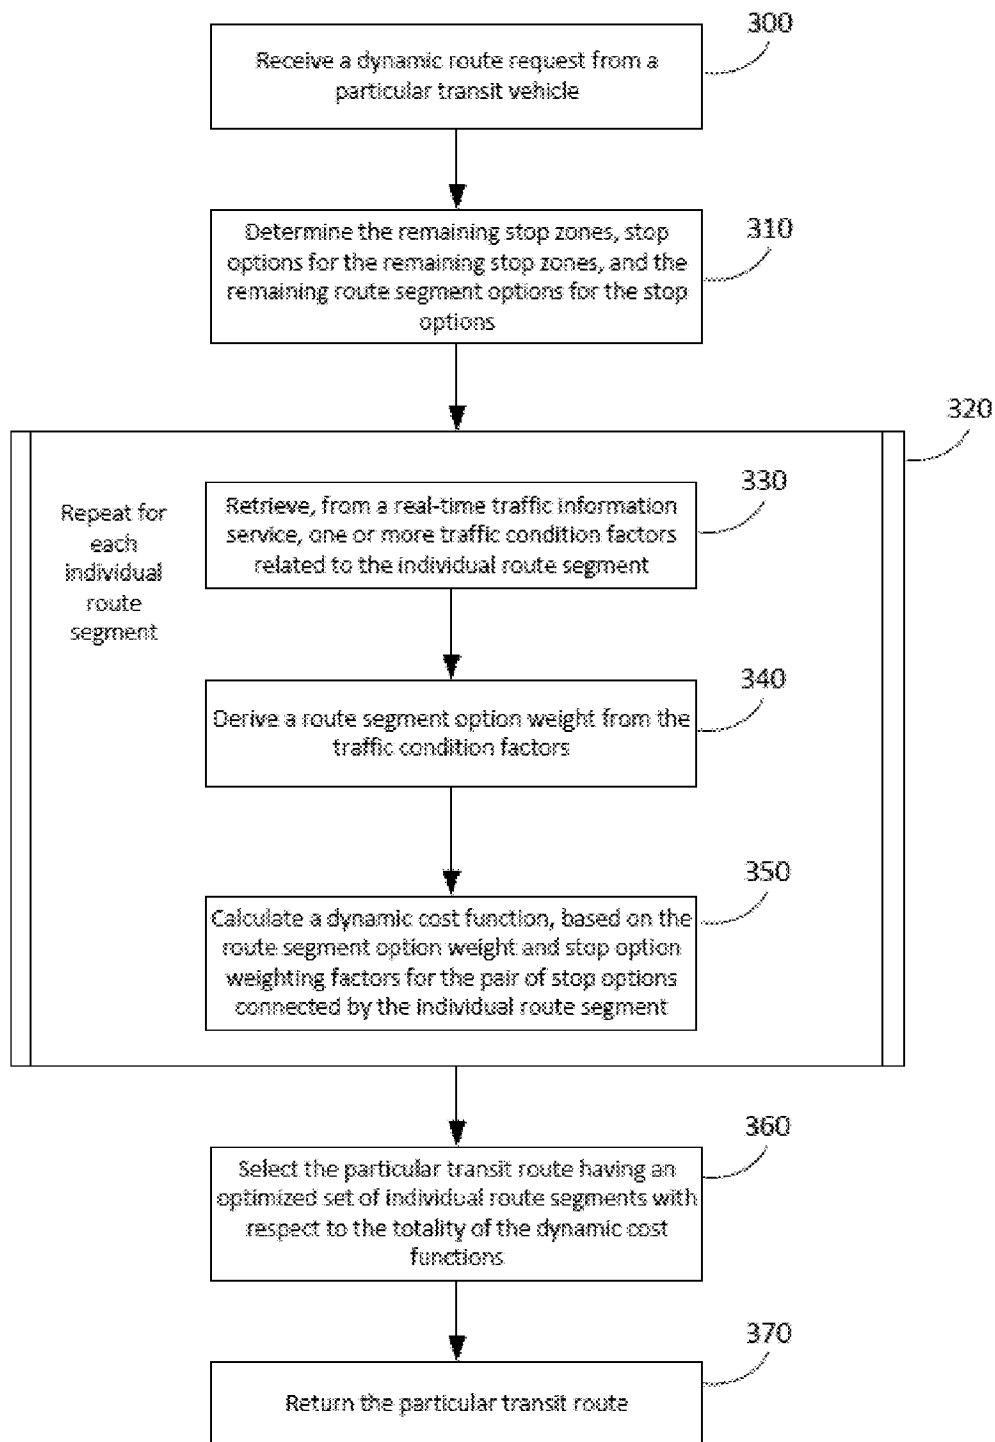 300
Receive a dynamic route request from a
particular transit vehicle
310
Determine the remaining stop zones, stop
options for the remaining stop zones, and the
remaining route segment options for the stop
options
320
Repeat for
each
individual
route
segment
330
Retrieve, from a real-time traffic information
service, one or more traffic condition factors
related to the individual route segment
340
Derive a route segment option weight from the
traffic condition factors
350
Calculate a dynamic cost function, based on the
route segment option weight and stop option
weighting factors for the pair of stop options
connected by the individual route segment
360
Select the particular transit route having an
optimized set of individual route segments with
respect to the totality of the dynamic cost
functions
370
Return the particular transit route